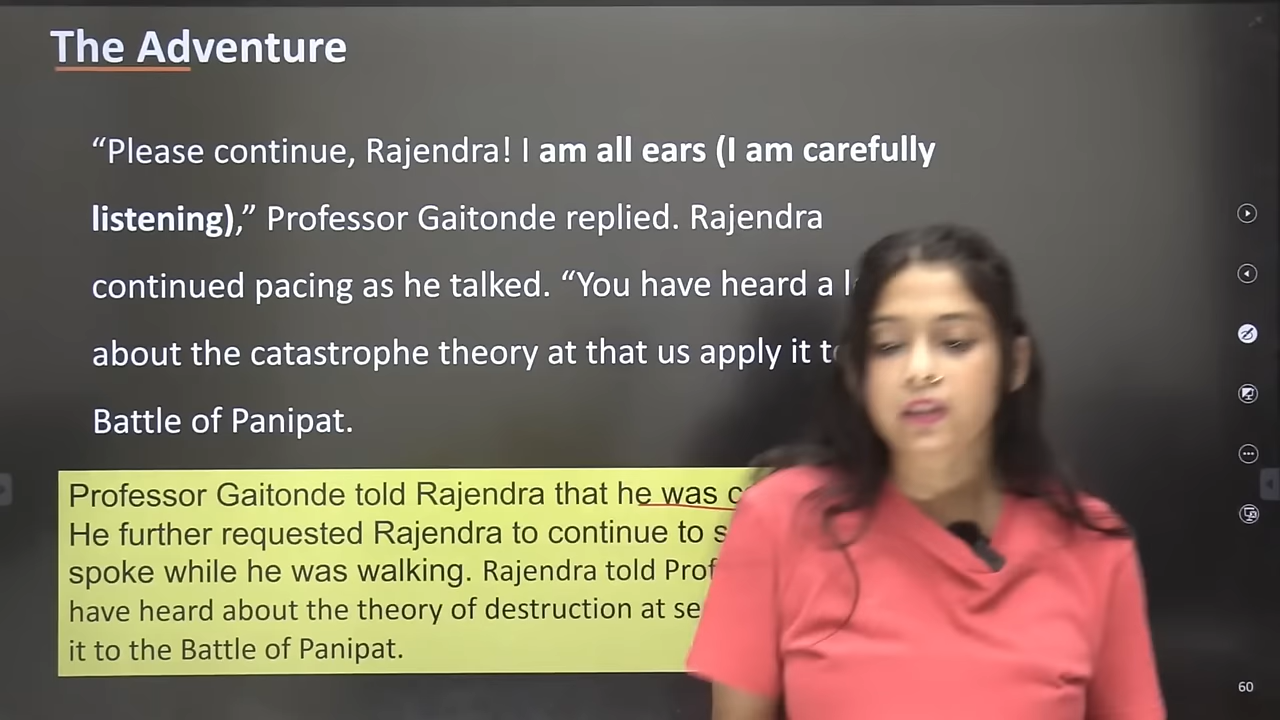 The Adventure
“Please continue, Rajendra! I am all ears (I am carefully
listening),” Professor Gaitonde replied. Rajendra
continued pacing as he talked. “You have heard a
about the catastrophe theory at that us apply it
Battle of Panipat.
Professor Gaitonde told Rajendra that he was
He further requested Rajendra to continue to
spoke while he was walking. Rajendra told
have heard about the theory of destruction at
it to the Battle of Panipat.
60